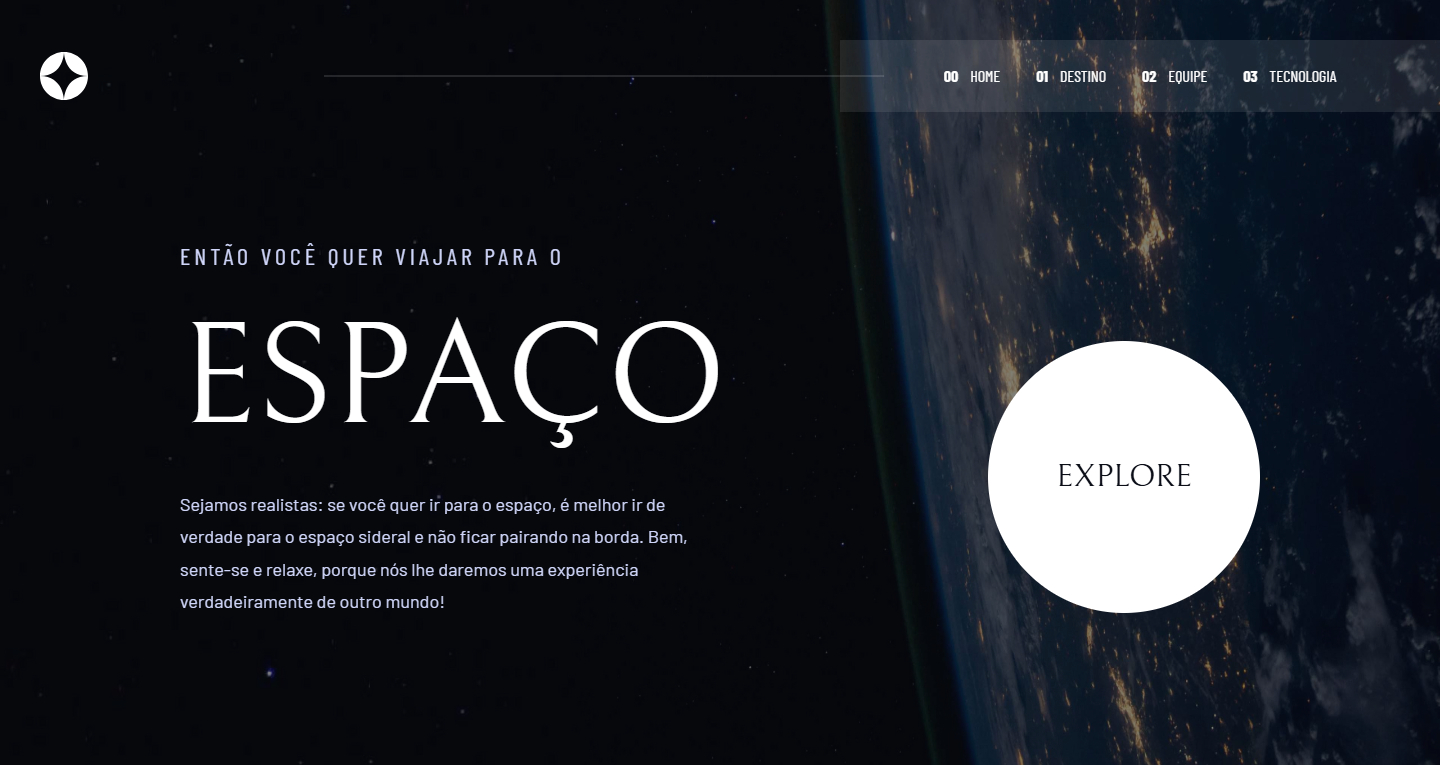 00 HOME 01 DESTINO 02 EQUIPE 03 TECNOLOGIA
ENTÃO VOCÊ QUER VIAJAR PARA O
ESPAÇO
Sejamos realistas: se você quer ir para o espaço, é melhor ir de
verdade para o espaço sideral e não ficar pairando na borda. Bem,
sente-se e relaxe, porque nós lhe daremos uma experiência
verdadeiramente de outro mundo!
EXPLORE